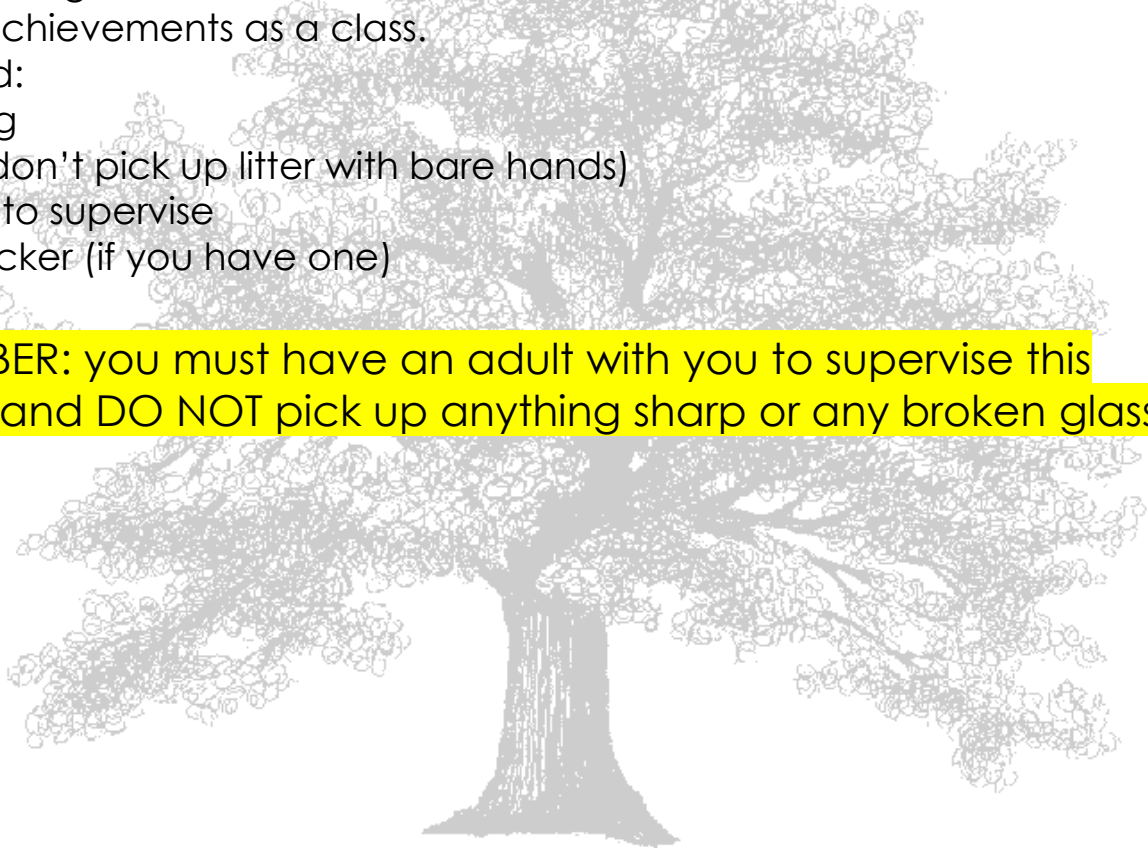 chievements as a class.
d:
g
don't pick up litter with bare hands)
to supervise
cker (if you have one)
BER: you must have an adult with you to supervise this
and DO NOT pick up anything sharp or any broken glass